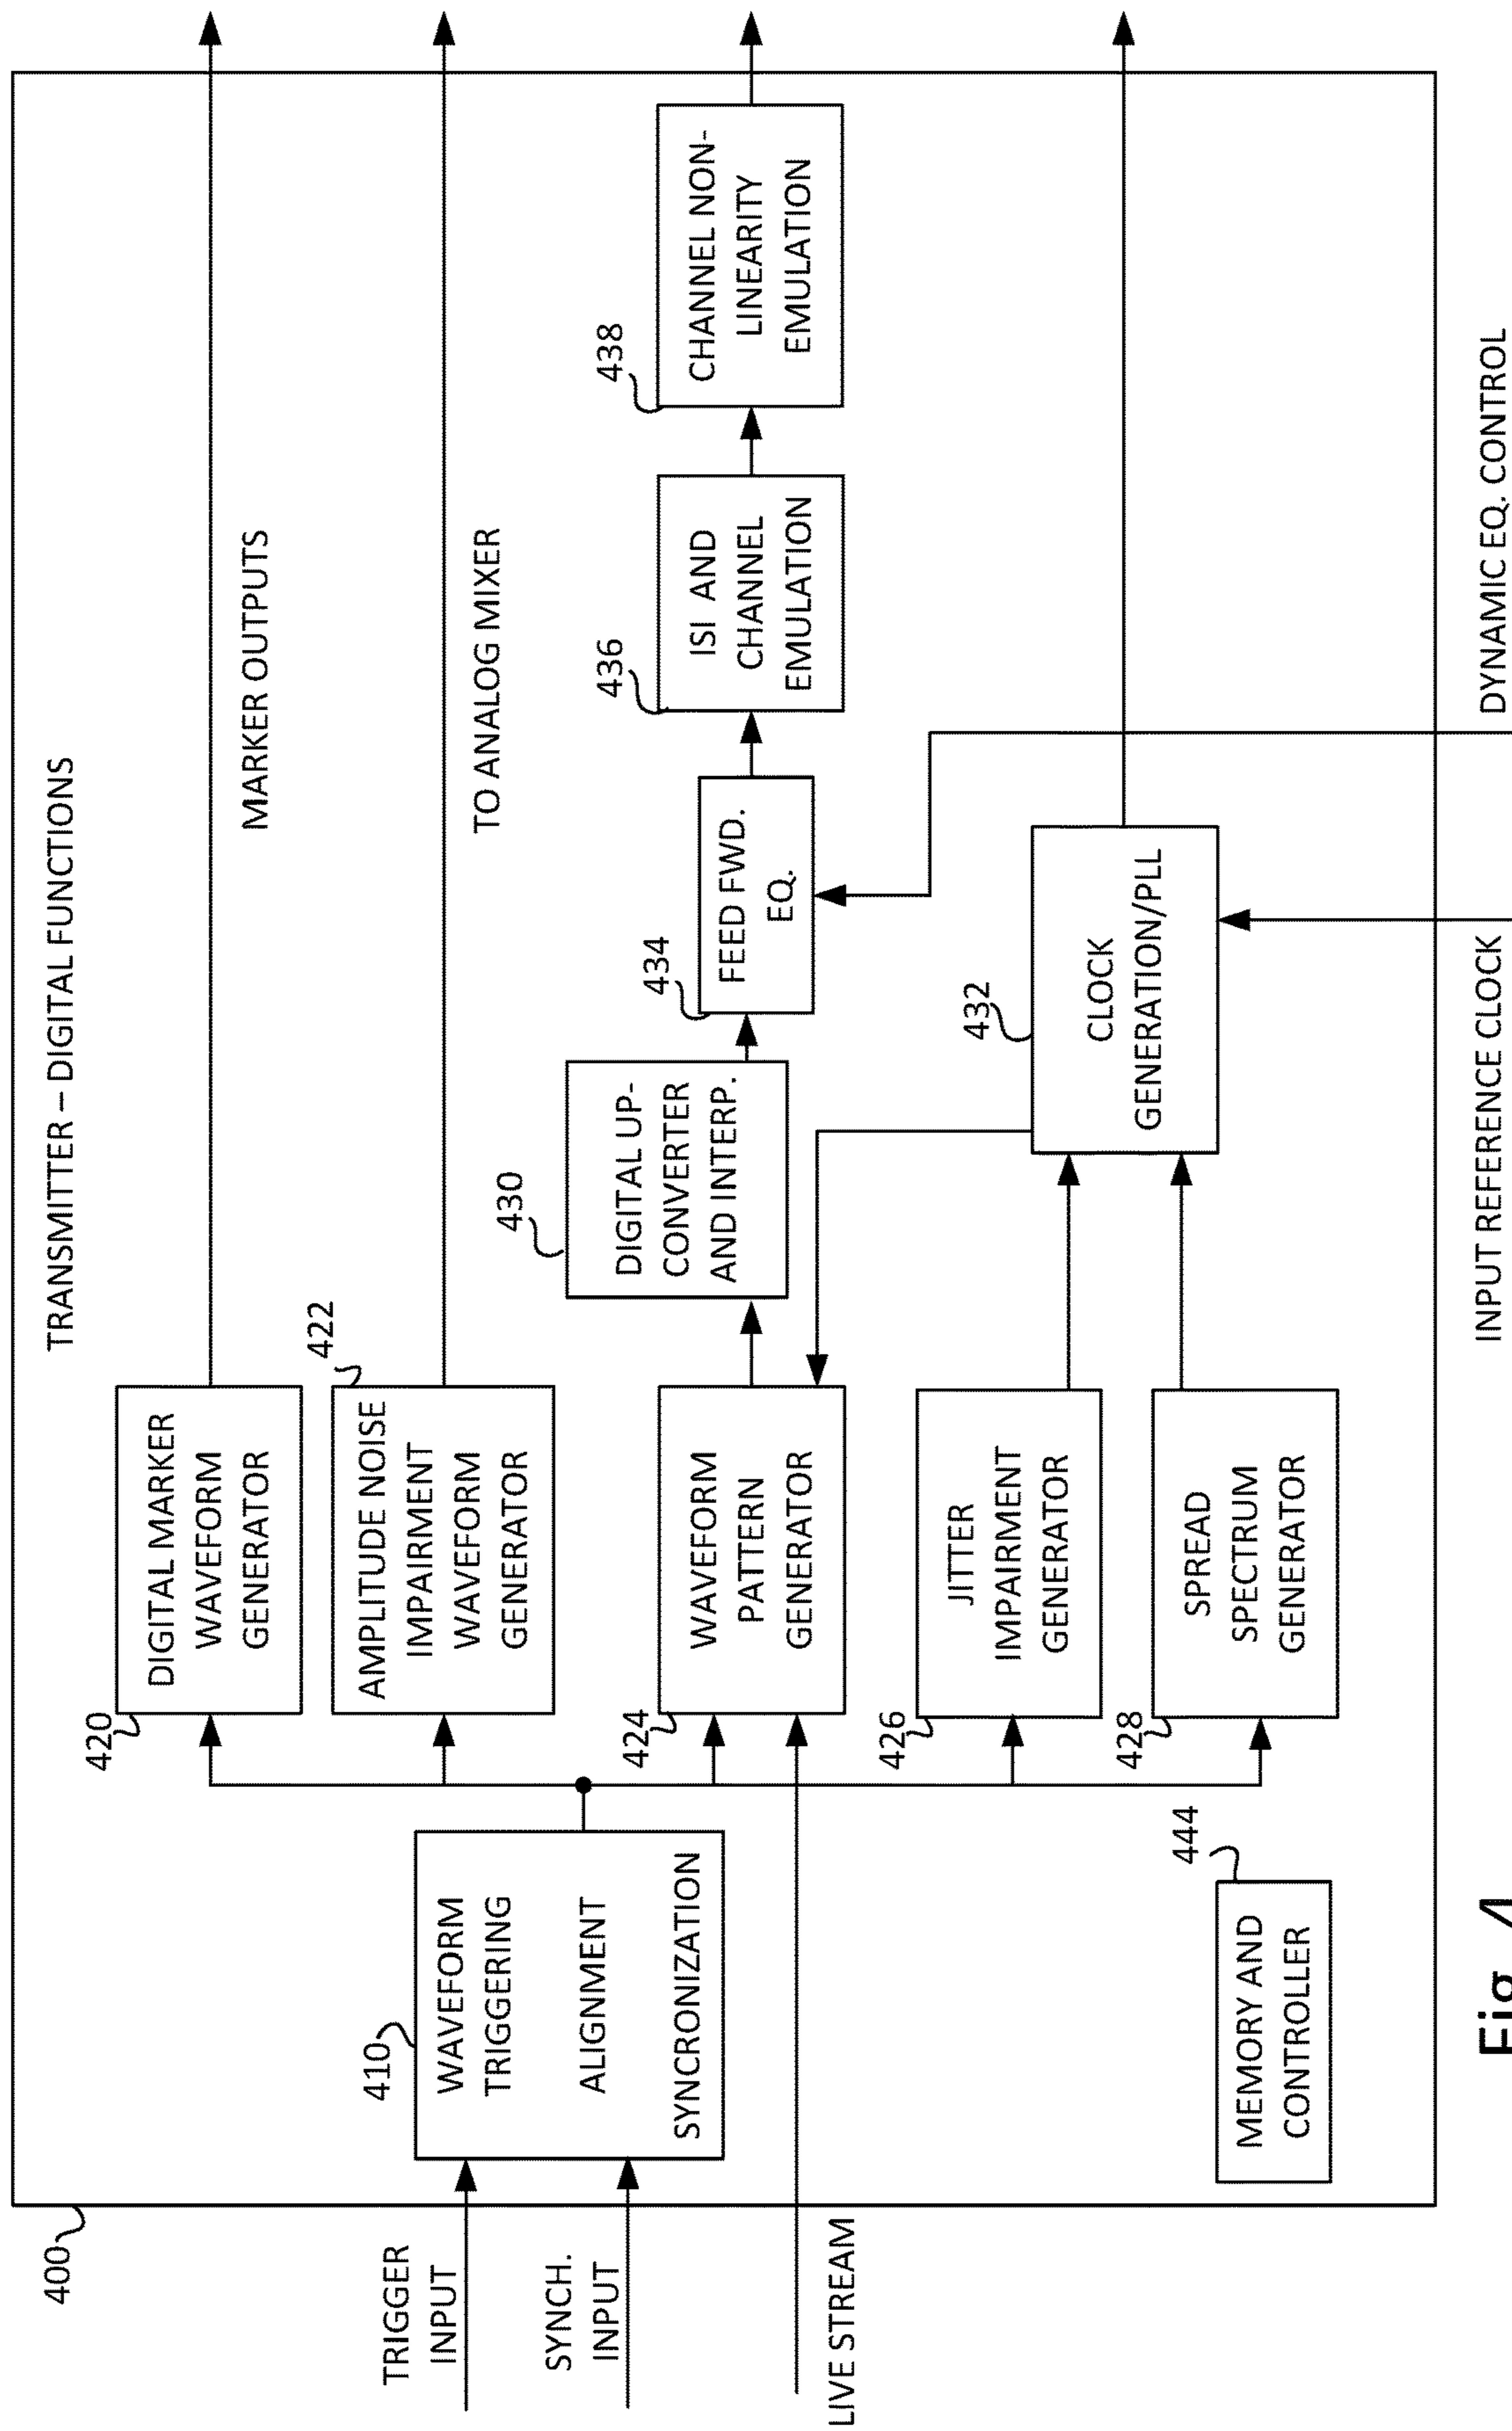 TRANSMITTER – DIGITAL FUNCTIONS
400
TRIGGER
INPUT
SYNCH.
INPUT
LIVE STREAM
410
WAVEFORM
TRIGGERING
ALIGNMENT
SYNCRONIZATION
420
DIGITAL MARKER
WAVEFORM
GENERATOR
MARKER OUTPUTS
422
AMPLITUDE NOISE
IMPAIRMENT
WAVEFORM
GENERATOR
TO ANALOG MIXER
424
WAVEFORM
PATTERN
GENERATOR
430
DIGITAL UP-
CONVERTER
AND INTERP.
434
FEED FWD.
EQ.
436
ISI AND
CHANNEL
EMULATION
438
CHANNEL NON-
LINEARITY
EMULATION
426
JITTER
IMPAIRMENT
GENERATOR
428
SPREAD
SPECTRUM
GENERATOR
432
CLOCK
GENERATION/PLL
444
MEMORY AND
CONTROLLER
INPUT REFERENCE CLOCK
DYNAMIC EQ. CONTROL
Fig. 4